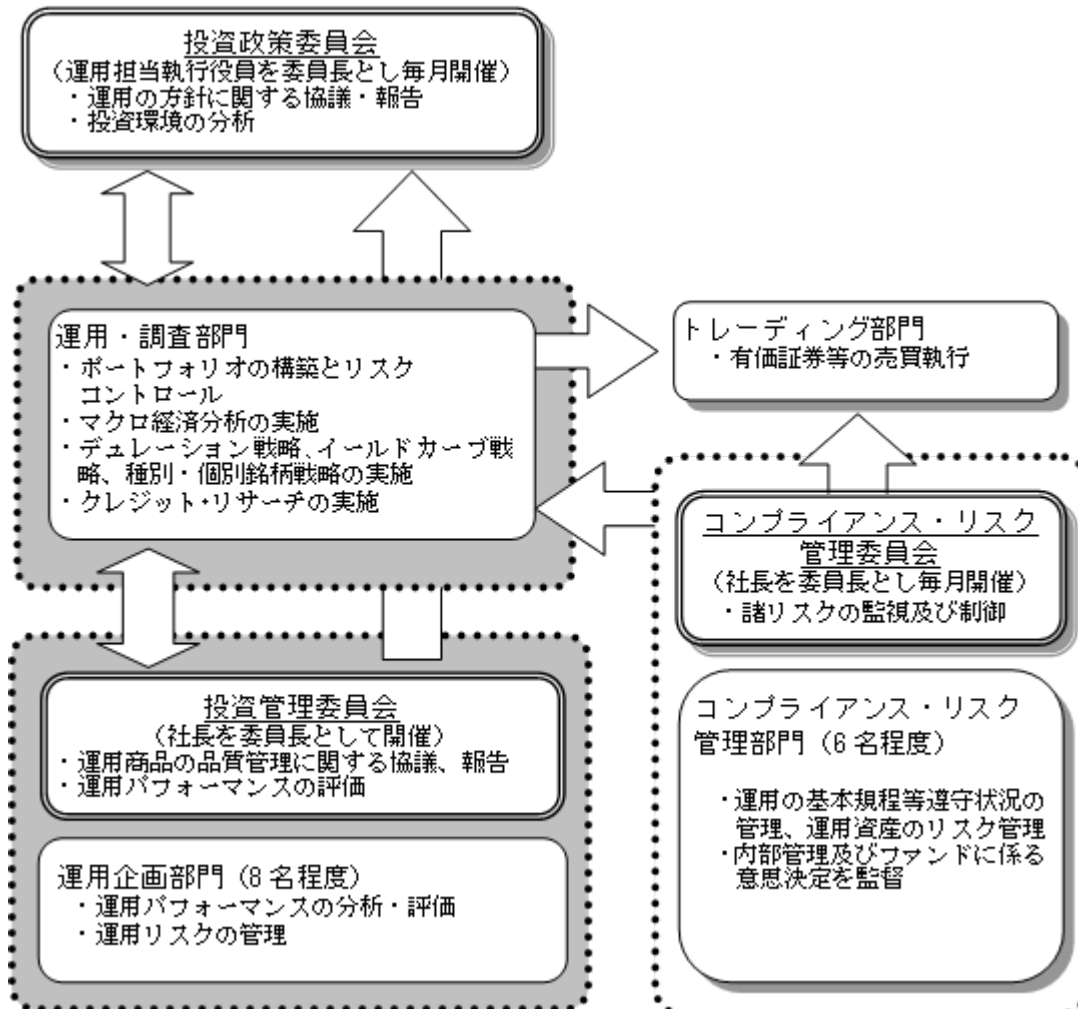 投資政策委員会
（運用担当執行役員を委員長とし毎月開催）
・運用の方針に関する協議・報告
・投資環境の分析
運用・調査部門
・ポートフォリオの構築とリスク
コントロール
・マクロ経済分析の実施
・デュレーション戦略、イールドカーブ戦
略、種別・個別銘柄戦略の実施
・クレジット・リサーチの実施
トレーディング部門
・有価証券等の売買執行
コンプライアンス・リスク
管理委員会
（社長を委員長とし毎月開催）
・諸リスクの監視及び制御
投資管理委員会
（社長を委員長として開催）
・運用商品の品質管理に関する協議、報告
・運用パフォーマンスの評価
運用企画部門（8名程度）
・運用パフォーマンスの分析・評価
・運用リスクの管理
コンプライアンス・リスク
管理部門（6名程度）
・運用の基本規程等遵守状況の
管理、運用資産のリスク管理
・内部管理及びファンドに係る
意思決定を監督